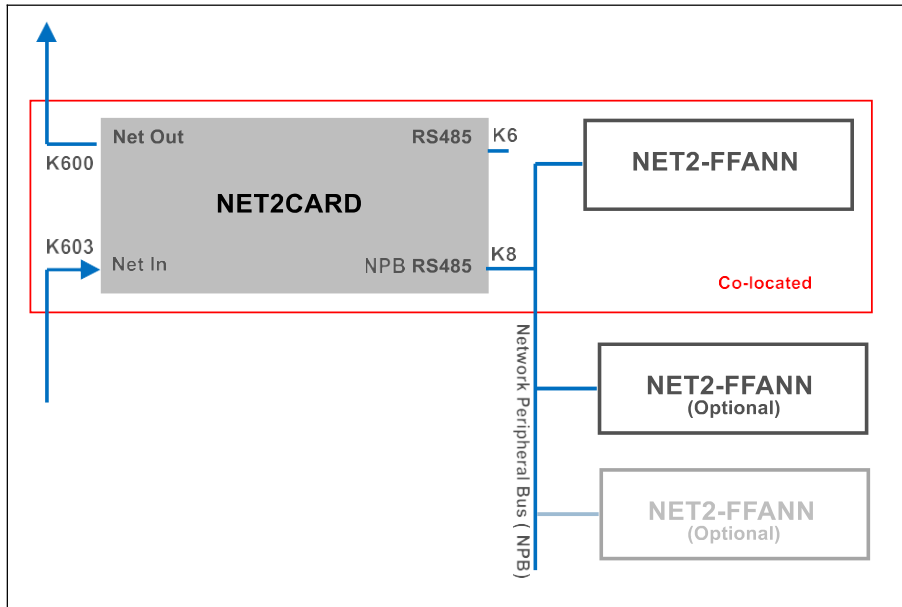 Net Out
RS485
K6
K600
NET2-FFANN
NET2CARD
K603
Net In
NPB RS485
K8
Co-located
Network Peripheral Bus ( NPB)
NET2-FFANN
(Optional)
NET2-FFANN
(Optional)